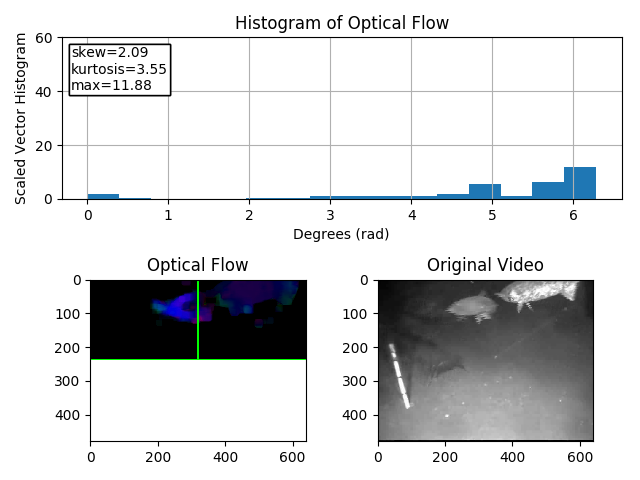 Histogram of Optical Flow
60
40
20
0
Scaled Vector Histogram
skew=2.09
kurtosis=3.55
max=11.88
0 1 2 3 4 5 6
Degrees (rad)
Optical Flow
0
100
200
300
400
0 200 400 600
Original Video
0
100
200
300
400
0 200 400 600